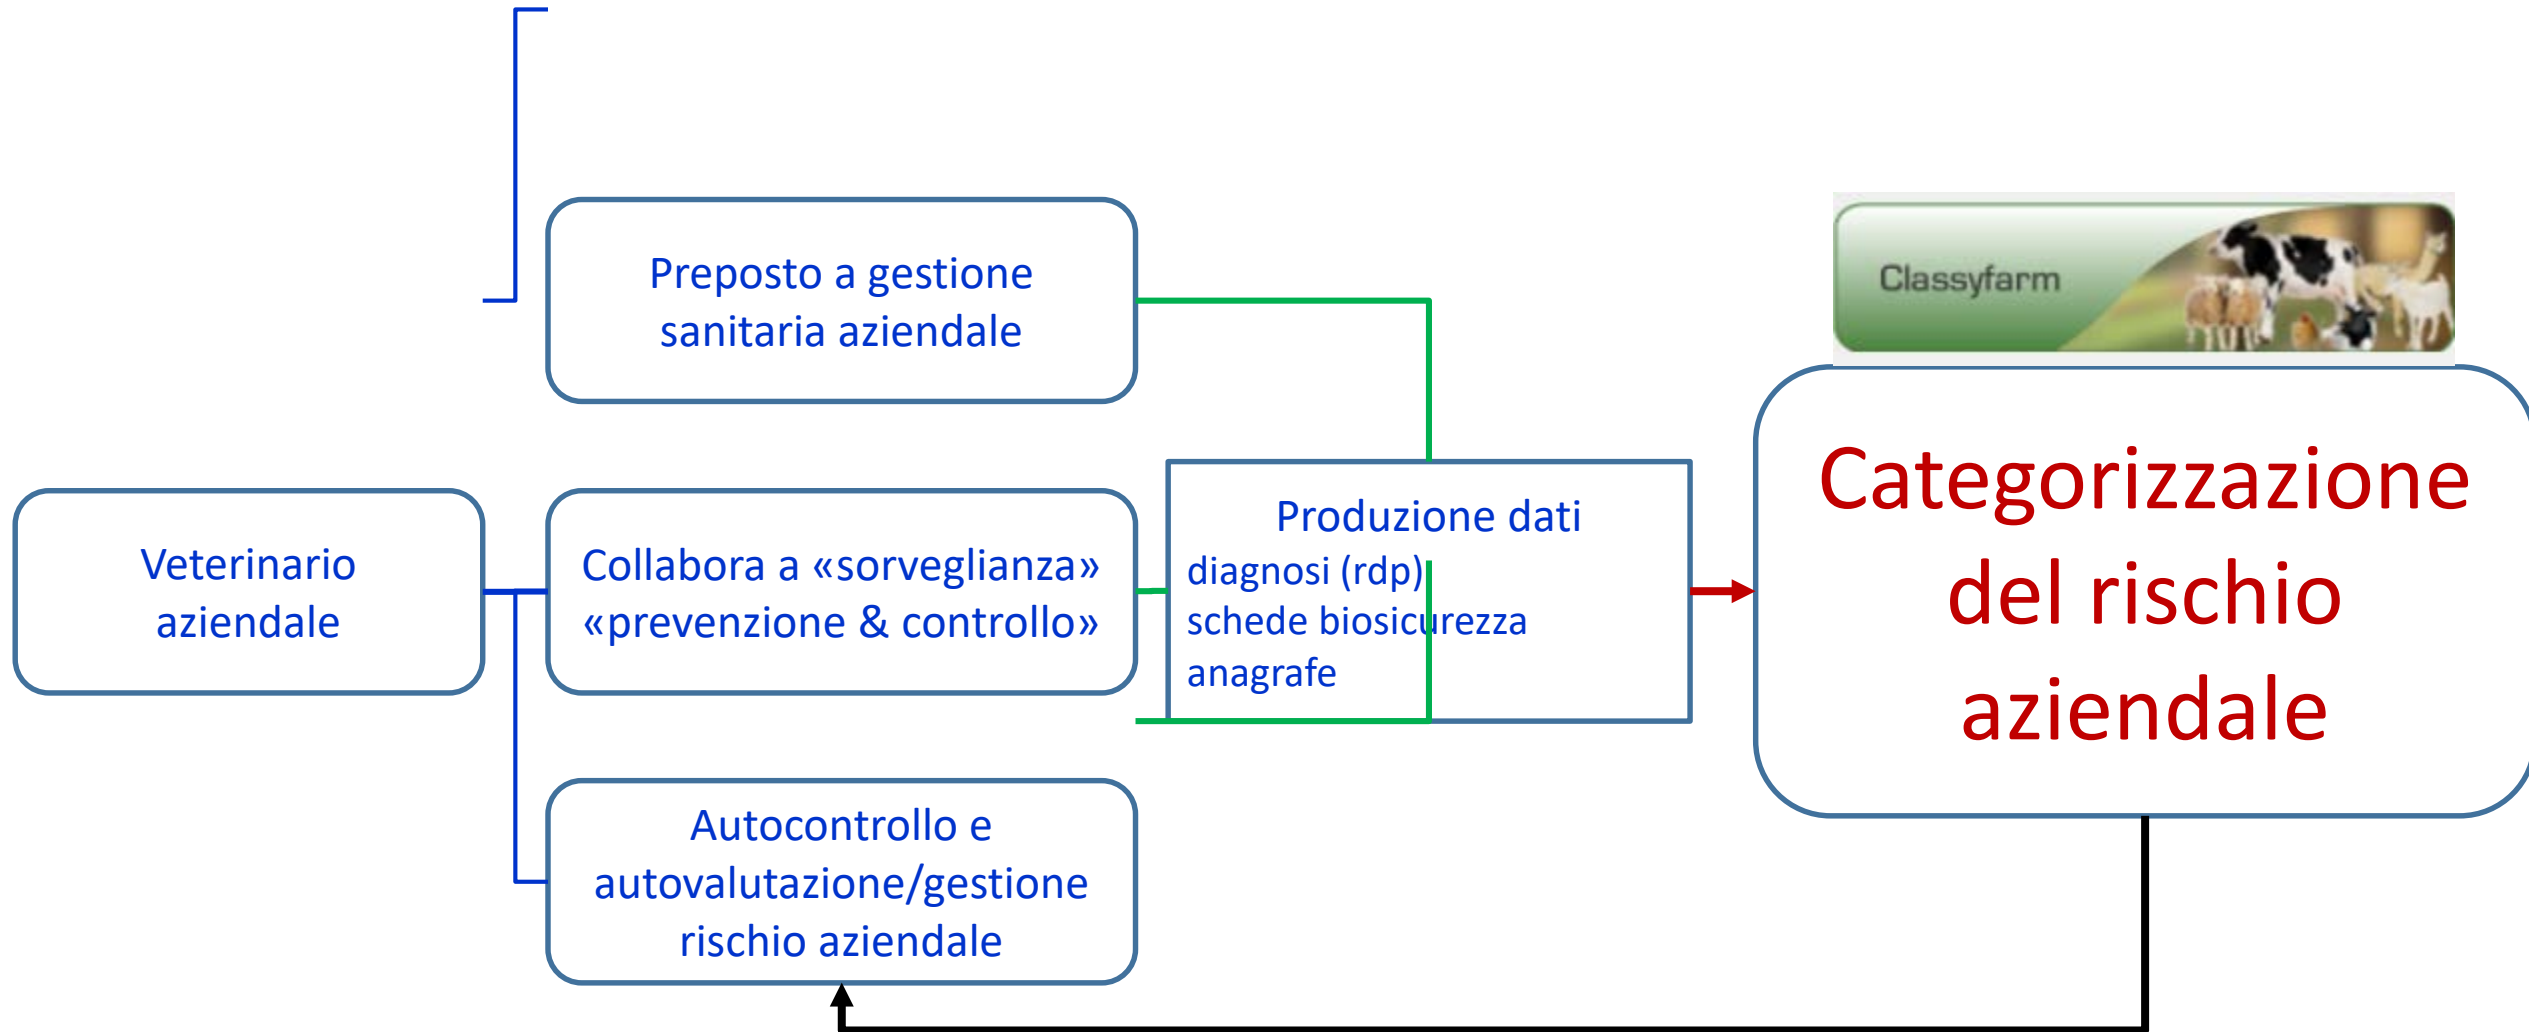 Preposto a gestione
sanitaria aziendale
Classyfarm
Veterinario
aziendale
Collabora a «sorveglianza»
«prevenzione & controllo»
Produzione dati
diagnosi (rdp)
schede biosicurezza
anagrafe
Categorizzazione
del rischio
aziendale
Autocontrollo e
autovalutazione/gestione
rischio aziendale